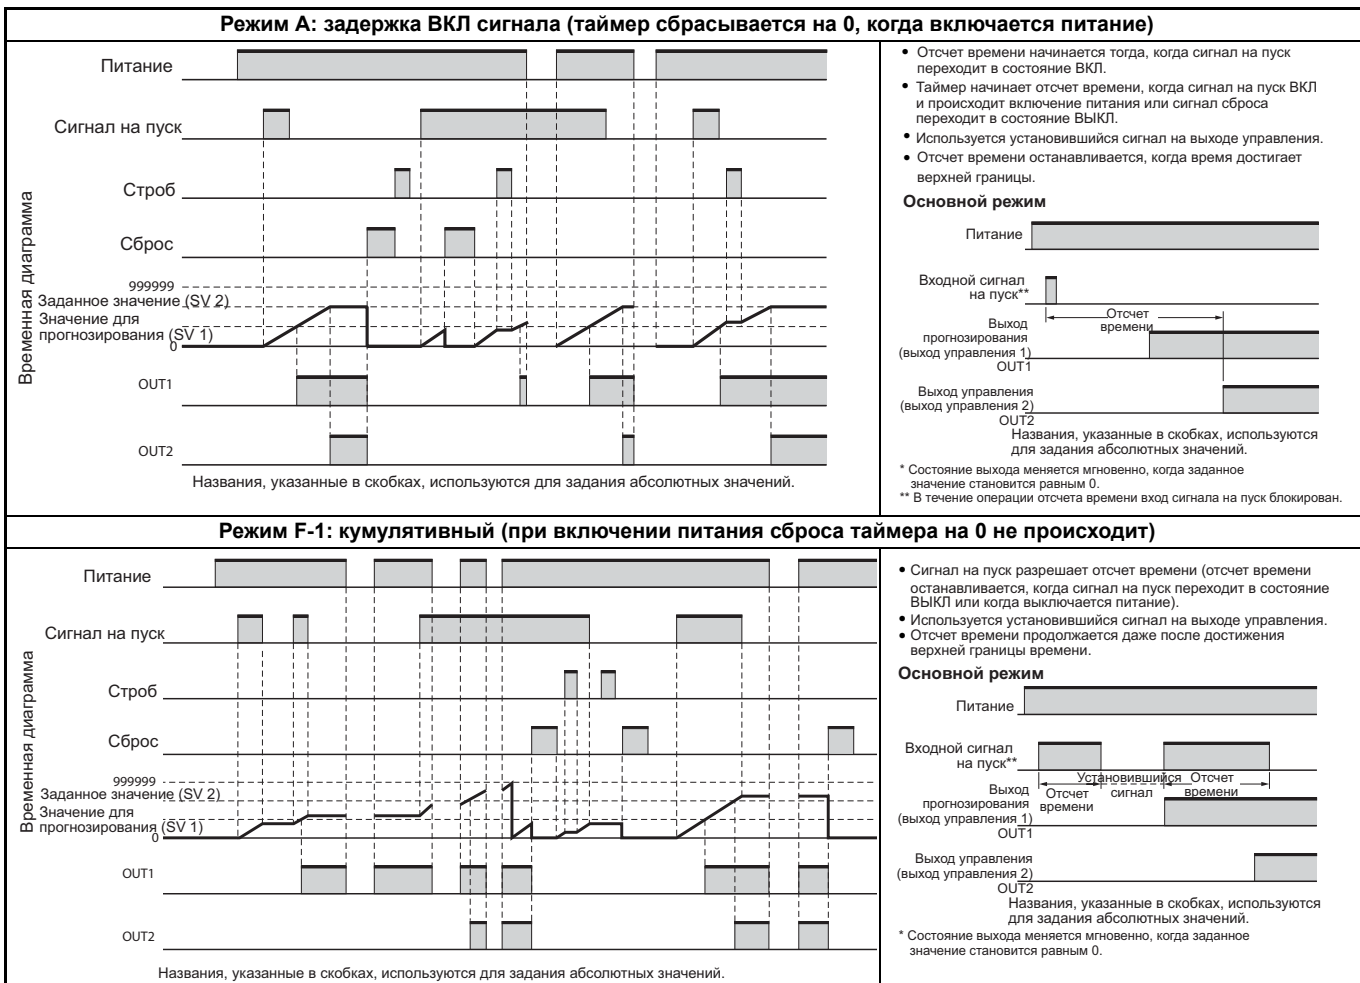 Режим А: задержка ВКЛ сигнала (таймер сбрасывается на 0, когда включается питание)
Временная диаграмма
Питание
Сигнал на пуск
Строб
Сброс
999999
Заданное значение (SV 2)
Значение для
прогнозирования (SV 1)
0
OUT1
OUT2
Названия, указанные в скобках, используются для задания абсолютных значений.
• Отсчет времени начинается тогда, когда сигнал на пуск
переходит в состояние ВКЛ.
• Таймер начинает отсчет времени, когда сигнал на пуск ВКЛ
и происходит включение питания или сигнал сброса
переходит в состояние ВЫКЛ.
• Используется установившийся сигнал на выходе управления.
• Отсчет времени останавливается, когда время достигает
верхней границы.
Основной режим
Питание
Входной сигнал
на пуск**
Отсчет
времени
Выход
прогнозирования
(выход управления 1)
OUT1
Выход управления
(выход управления 2)
OUT2
Названия, указанные в скобках, используются
для задания абсолютных значений.
* Состояние выхода меняется мгновенно, когда заданное
значение становится равным 0.
** В течение операции отсчета времени вход сигнала на пуск блокирован.
Режим F-1: кумулятивный (при включении питания сброса таймера на 0 не происходит)
Временная диаграмма
Питание
Сигнал на пуск
Строб
Сброс
999999
Заданное значение (SV 2)
Значение для
прогнозирования (SV 1)
0
OUT1
OUT2
Названия, указанные в скобках, используются для задания абсолютных значений.
• Сигнал на пуск разрешает отсчет времени (отсчет времени
останавливается, когда сигнал на пуск переходит в состояние
ВЫКЛ или когда выключается питание).
• Используется установившийся сигнал на выходе управления.
• Отсчет времени продолжается даже после достижения
верхней границы времени.
Основной режим
Питание
Входной сигнал
на пуск**
Отсчет
времени
Установившийся
сигнал
Отсчет
времени
Выход
прогнозирования
(выход управления 1)
OUT1
Выход управления
(выход управления 2)
OUT2
Названия, указанные в скобках, используются
для задания абсолютных значений.
* Состояние выхода меняется мгновенно, когда заданное
значение становится равным 0.